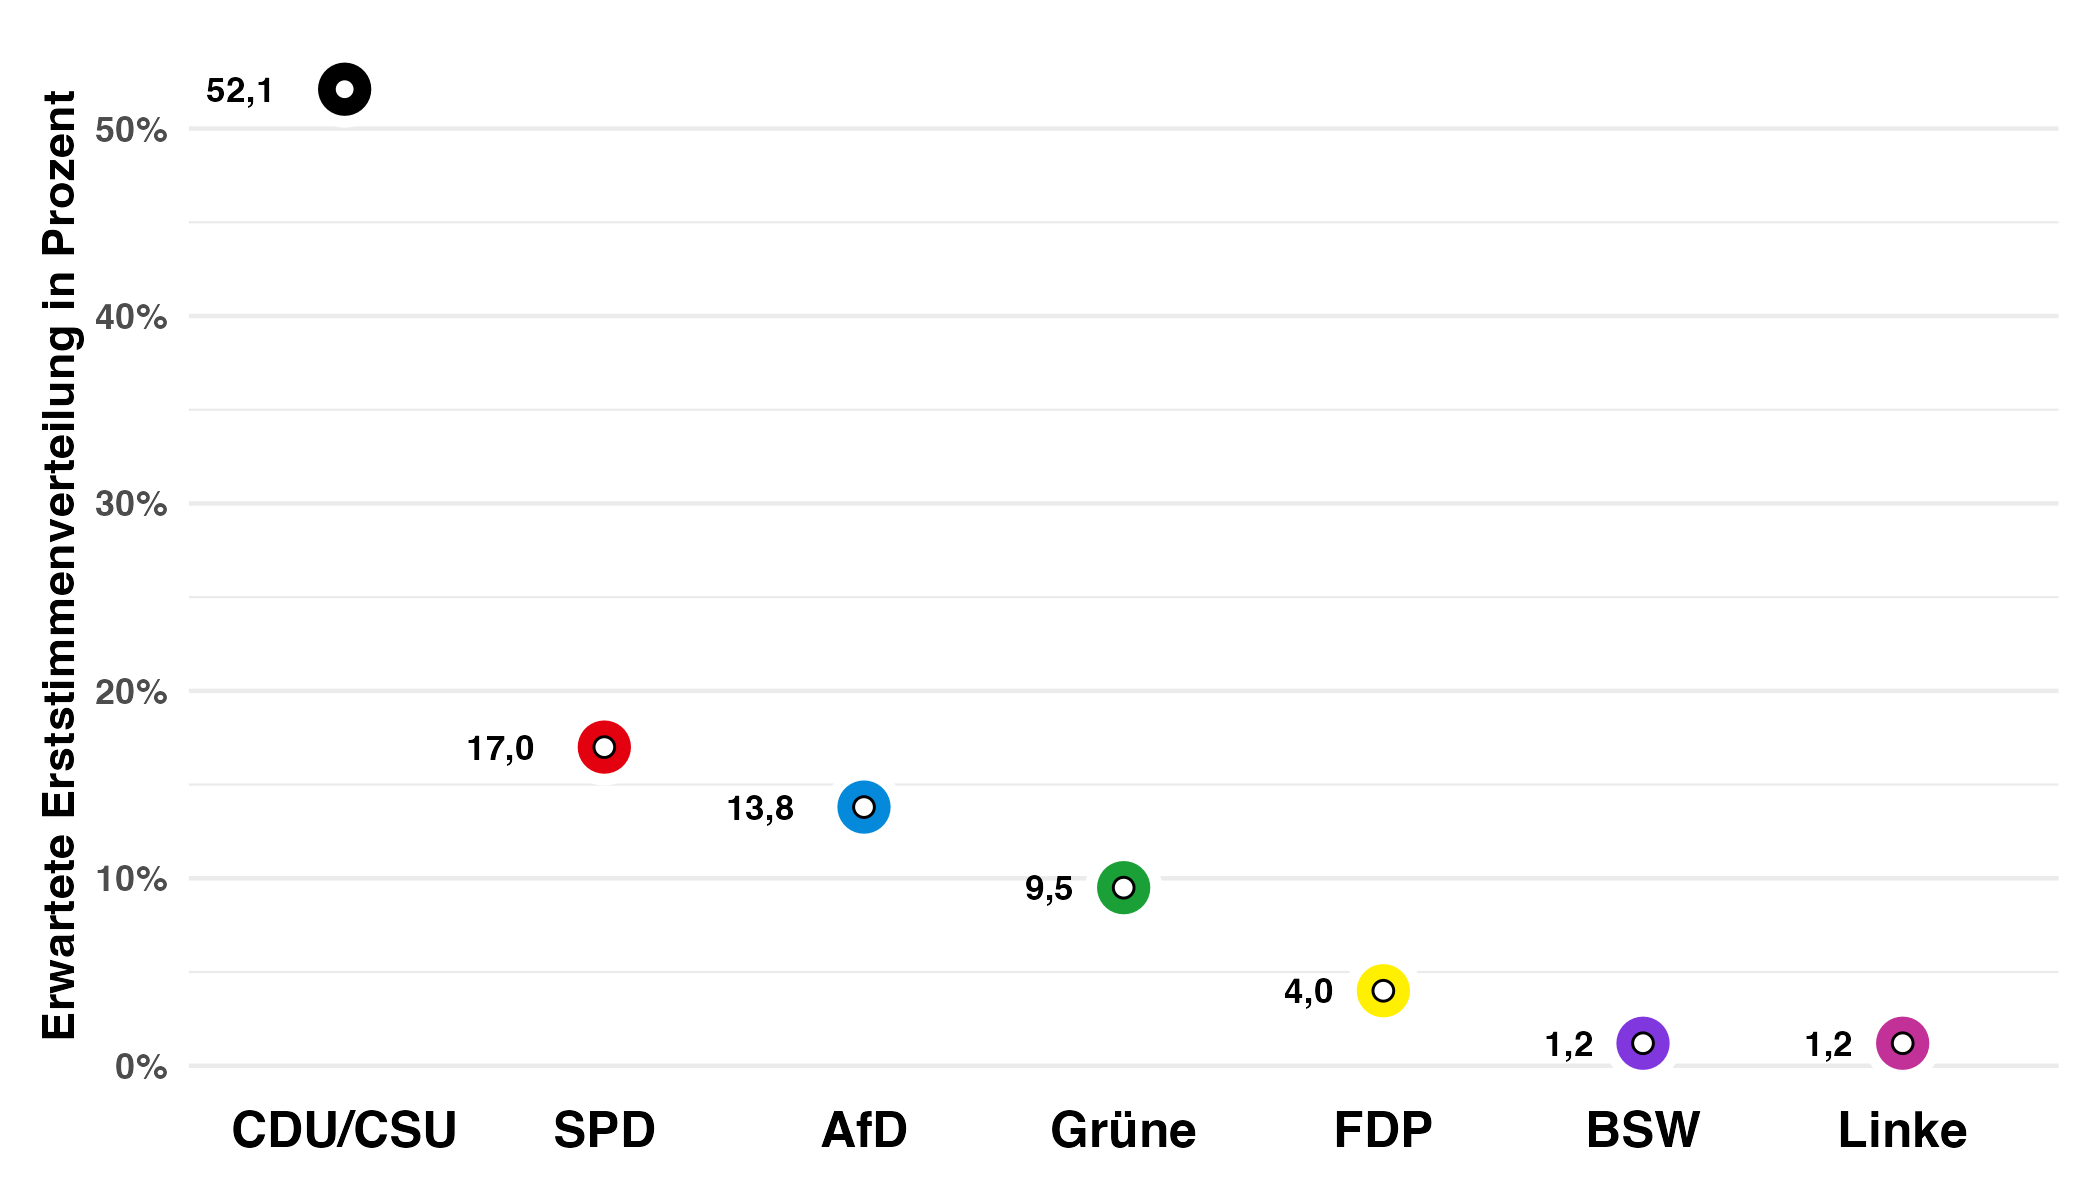 Erwartete Erststimmenverteilung in Prozent
50%
40%
30%
20%
10%
0%
52,1
17,0
13,8
9,5
4,0
1,2
1,2
CDU/CSU
SPD
AfD
Grüne
FDP
BSW
Linke